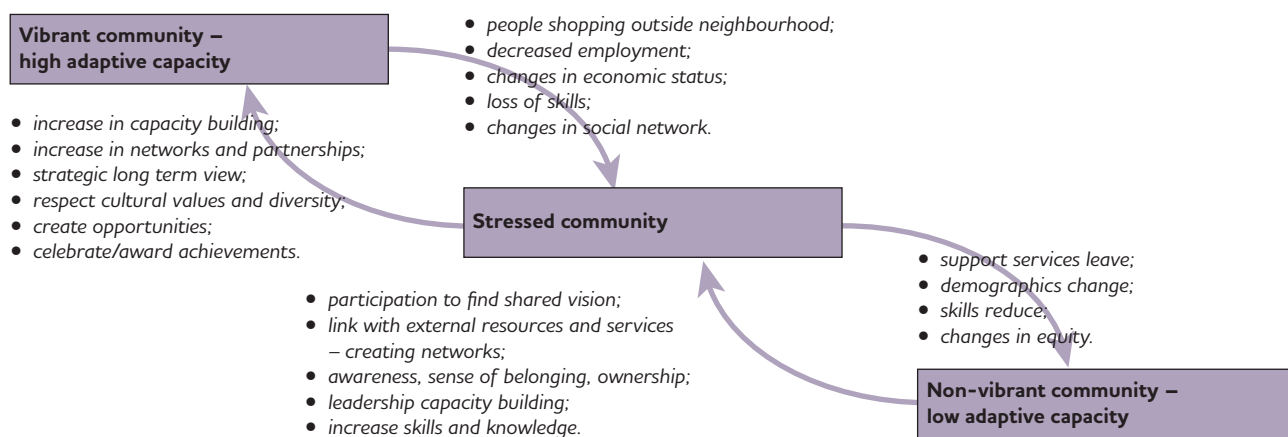 Vibrant community –
high adaptive capacity
• people shopping outside neighbourhood;
• decreased employment;
• changes in economic status;
• loss of skills;
• changes in social network.
• increase in capacity building;
• increase in networks and partnerships;
• strategic long term view;
• respect cultural values and diversity;
• create opportunities;
• celebrate/award achievements.
Stressed community
• support services leave;
• demographics change;
• skills reduce;
• changes in equity.
• participation to find shared vision;
• link with external resources and services
– creating networks;
• awareness, sense of belonging, ownership;
• leadership capacity building;
• increase skills and knowledge.
Non-vibrant community –
low adaptive capacity